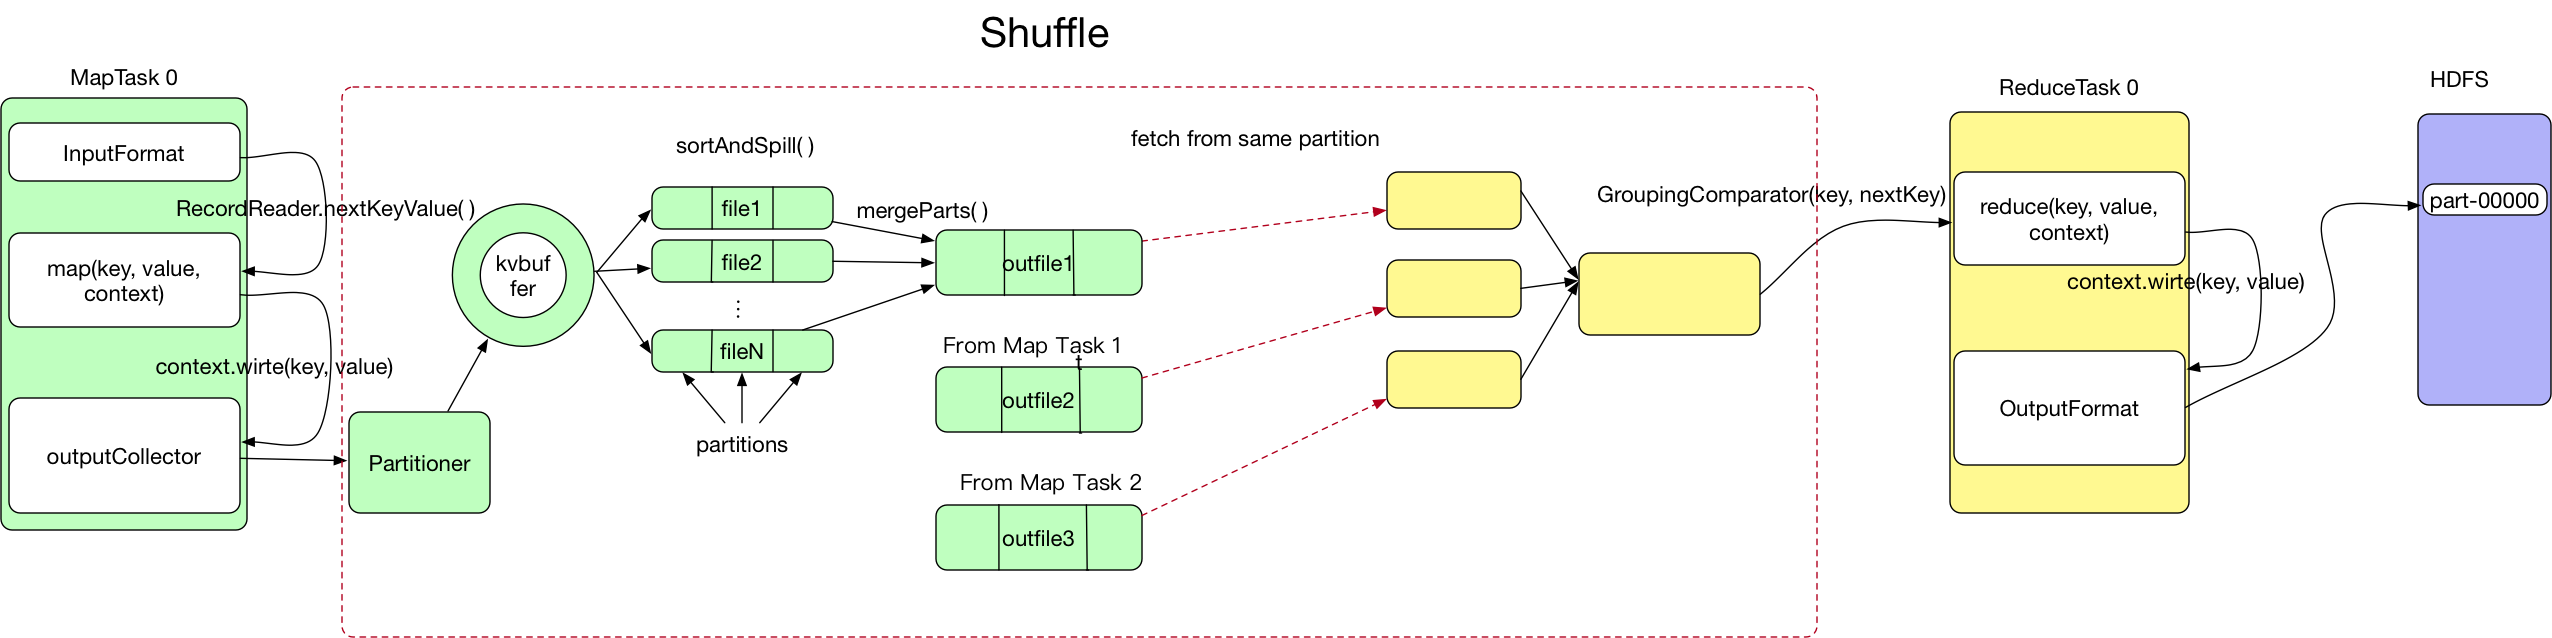 Shuffle
MapTask 0
InputFormat
RecordReader.nextKeyValue( )
map(key, value,
context)
context.wirte(key, value)
outputCollector
Partitioner
kvbuf
fer
sortAndSpill( )
file1
file2
⋮
fileN
partitions
mergeParts( )
outfile1
From Map Task 1
t
outfile2
From Map Task 2
outfile3
fetch from same partition
GroupingComparator(key, nextKey)
ReduceTask 0
reduce(key, value,
context)
context.wirte(key, value)
OutputFormat
HDFS
part-00000